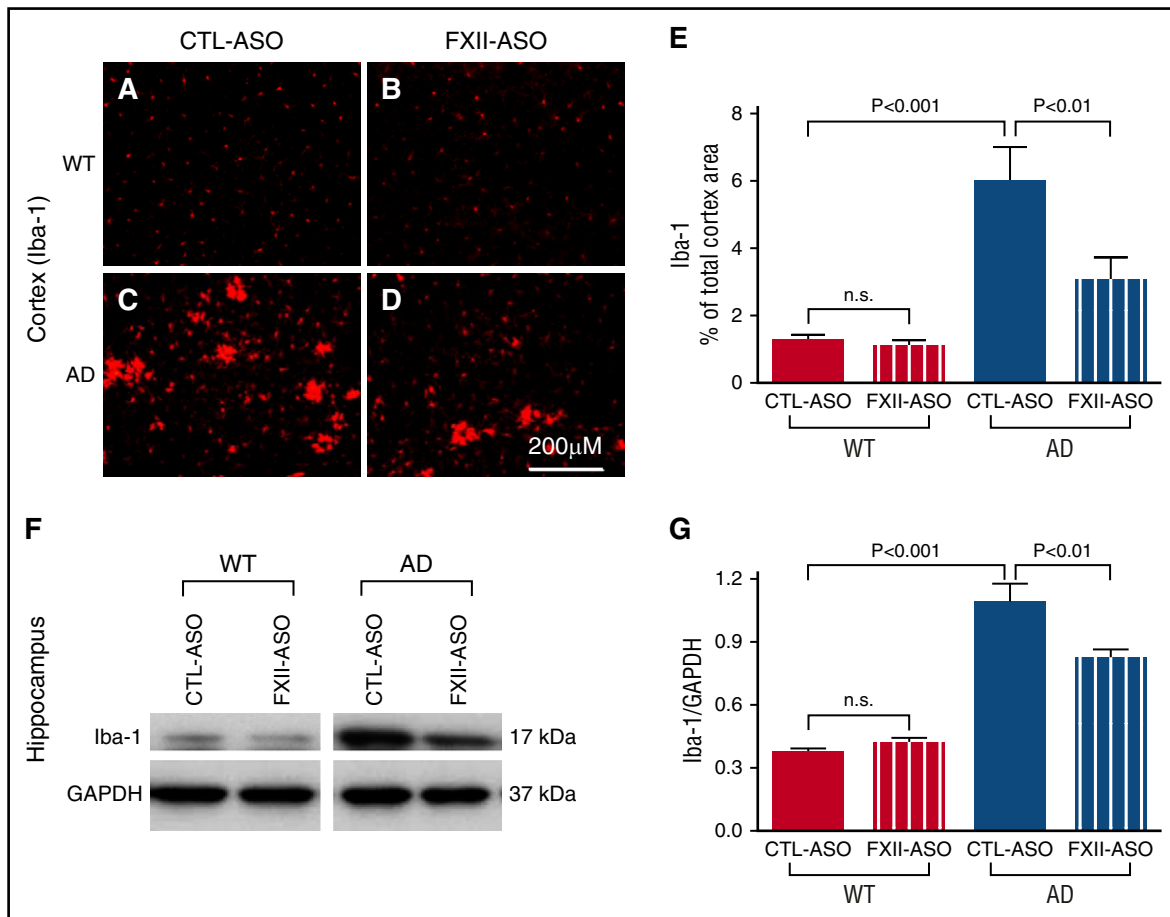 CTL-ASO FXII-ASO
Cortex (Iba-1)
WT
AD
A
B
C
D
200μM
E
Iba-1
% of total cortex area
8
6
4
2
0
P<0.001
P<0.01
n.s.
CTL-ASO FXII-ASO CTL-ASO FXII-ASO
WT AD
F
Hippocampus
WT AD
CTL-ASO FXII-ASO CTL-ASO FXII-ASO
Iba-1 17 kDa
GAPDH 37 kDa
G
Iba-1/GAPDH
1.2
0.9
0.6
0.3
0.0
P<0.001
P<0.01
n.s.
CTL-ASO FXII-ASO CTL-ASO FXII-ASO
WT AD